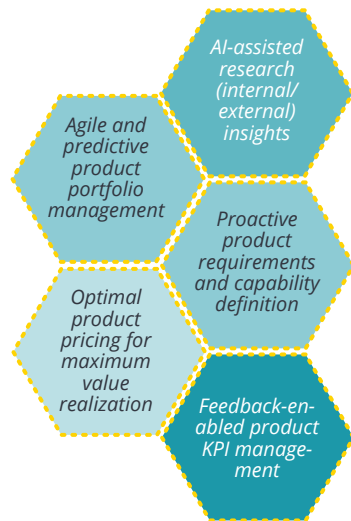 AI-assisted
research
(internal/
external)
insights
Agile and
predictive
product
portfolio
management
Proactive
product
requirements
and capability
definition
Optimal
product
pricing for
maximum
value
realization
Feedback-en-
abled product
KPI manage-
ment